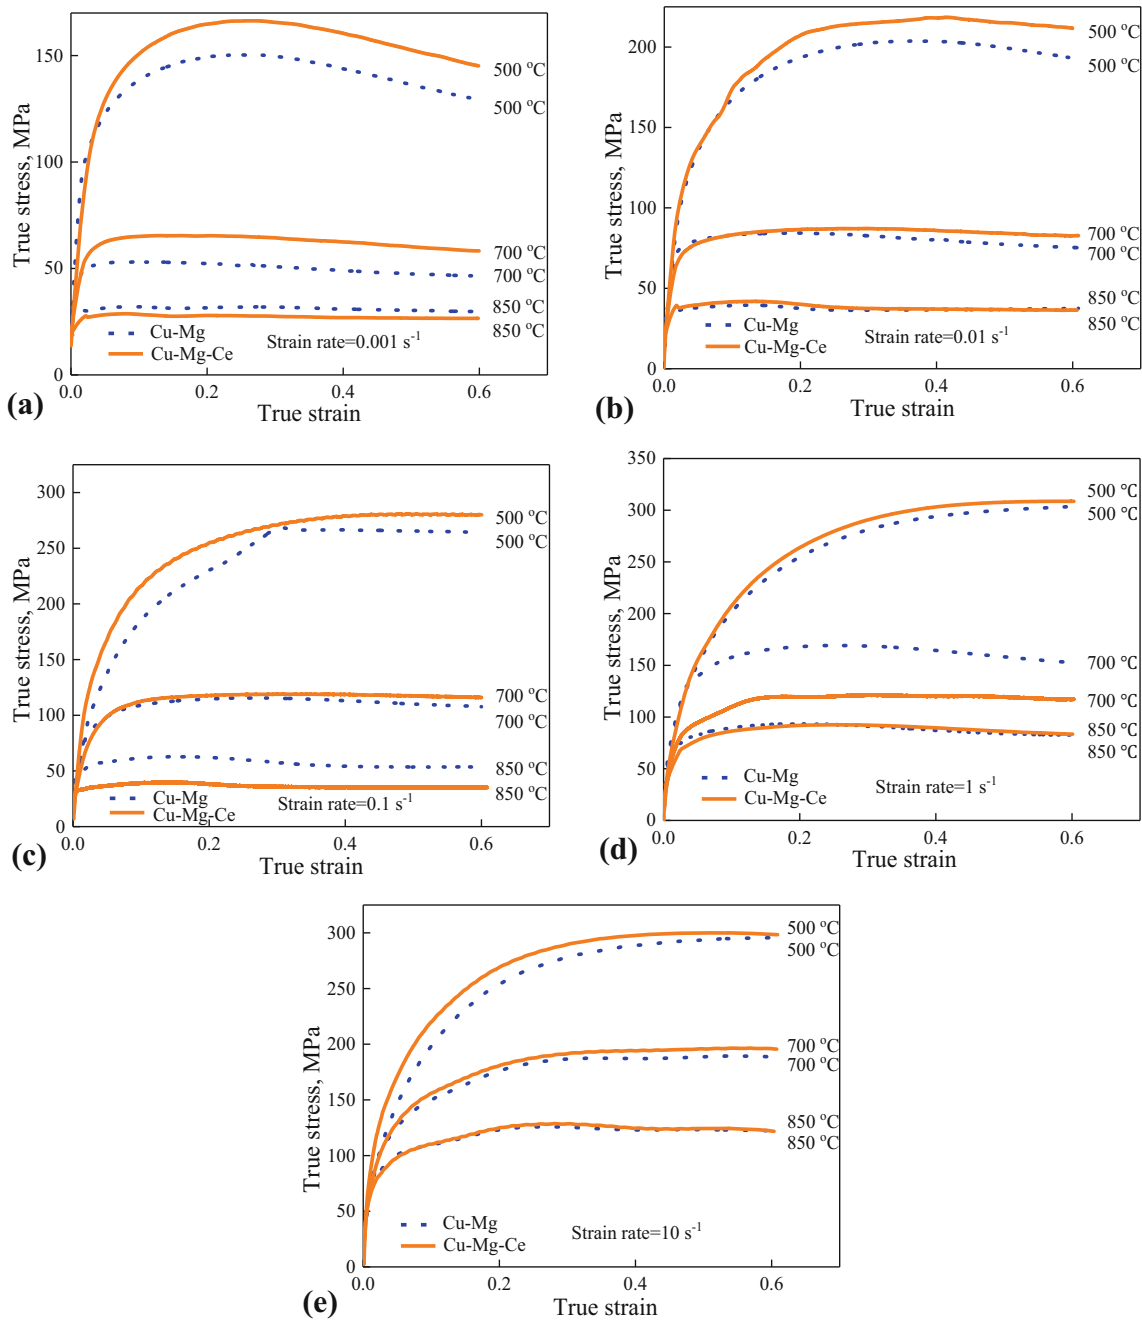 150
100
50
0
True stress, MPa
500 °C
500 °C
700 °C
700 °C
850 °C
850 °C
Cu-Mg
Cu-Mg-Ce
Strain rate=0.001 s-1
0.0 0.2 0.4 0.6
True strain
(a)
200
150
100
50
0
True stress, MPa
500 °C
500 °C
700 °C
700 °C
850 °C
850 °C
Cu-Mg
Cu-Mg-Ce
Strain rate=0.01 s-1
0.0 0.2 0.4 0.6
True strain
(b)
300
250
200
150
100
50
0
True stress, MPa
500 °C
500 °C
700 °C
700 °C
850 °C
850 °C
Cu-Mg
Cu-Mg-Ce
Strain rate=0.1 s-1
0.0 0.2 0.4 0.6
True strain
(c)
350
300
250
200
150
100
50
0
True stress, MPa
500 °C
500 °C
700 °C
700 °C
850 °C
850 °C
Cu-Mg
Cu-Mg-Ce
Strain rate=1 s-1
0.0 0.2 0.4 0.6
True strain
(d)
300
250
200
150
100
50
0
True stress, MPa
500 °C
500 °C
700 °C
700 °C
850 °C
850 °C
Cu-Mg
Cu-Mg-Ce
Strain rate=10 s-1
0.0 0.2 0.4 0.6
True strain
(e)